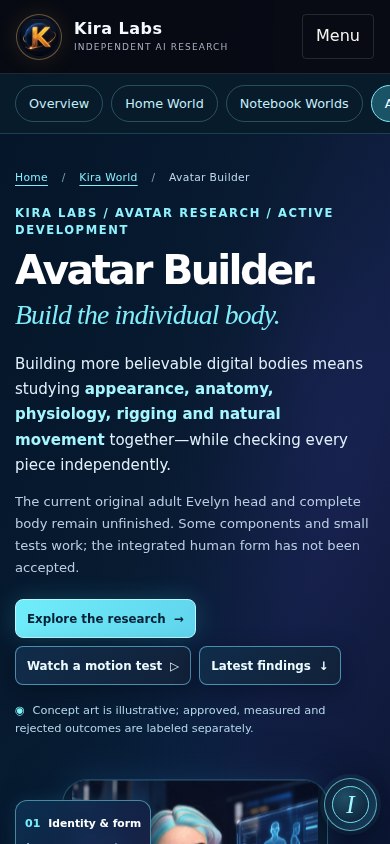 Kira Labs
INDEPENDENT AI RESEARCH
Menu
Overview
Home World
Notebook Worlds
Home / Kira World / Avatar Builder
KIRA LABS / AVATAR RESEARCH / ACTIVE
DEVELOPMENT
Avatar Builder.
Build the individual body.
Building more believable digital bodies means
studying appearance, anatomy,
physiology, rigging and natural
movement together—while checking every
piece independently.
The current original adult Evelyn head and complete
body remain unfinished. Some components and small
tests work; the integrated human form has not been
accepted.
Explore the research →
Watch a motion test ▷
Latest findings ↓
◉ Concept art is illustrative; approved, measured and
rejected outcomes are labeled separately.
01 Identity & form
I